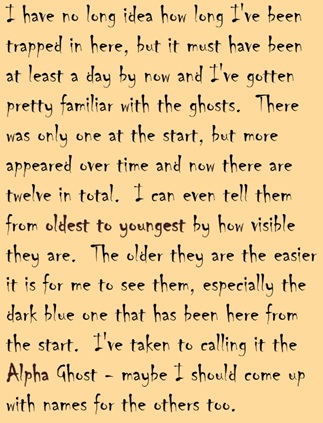 I have no long idea how long I've been
trapped in here, but it must have been
at least a day by now and I've gotten
pretty familiar with the ghosts. There
was only one at the start, but more
appeared over time and now there are
twelve in total. I can even tell them
from oldest to youngest by how visible
they are. The older they are the easier
it is for me to see them, especially the
dark blue one that has been here from
the start. I've taken to calling it the
Alpha Ghost - maybe I should come up
with names for the others too.